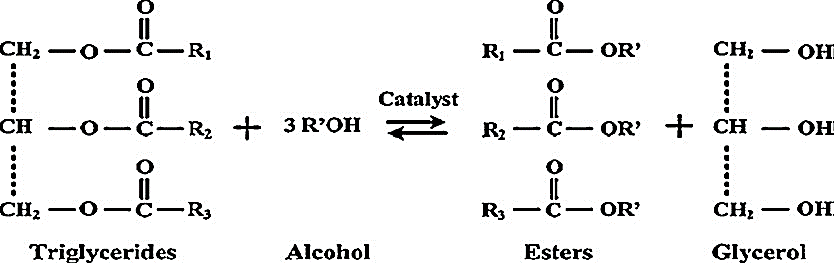 O O
CH₂—O—C—R₁ R₁—C—OR' CH₂—OH
O O
Catalyst
CH—O—C—R₂ + 3 R'OH R₂—C—OR' + CH—OH
O O
CH₂—O—C—R₃ R₃—C—OR' CH₂—OH
Triglycerides Alcohol Esters Glycerol